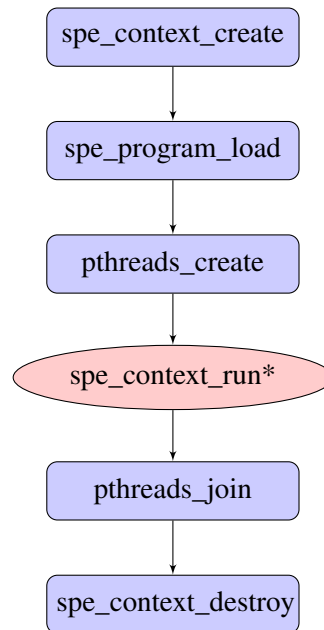 spe_context_create
spe_program_load
pthreads_create
spe_context_run*
pthreads_join
spe_context_destroy